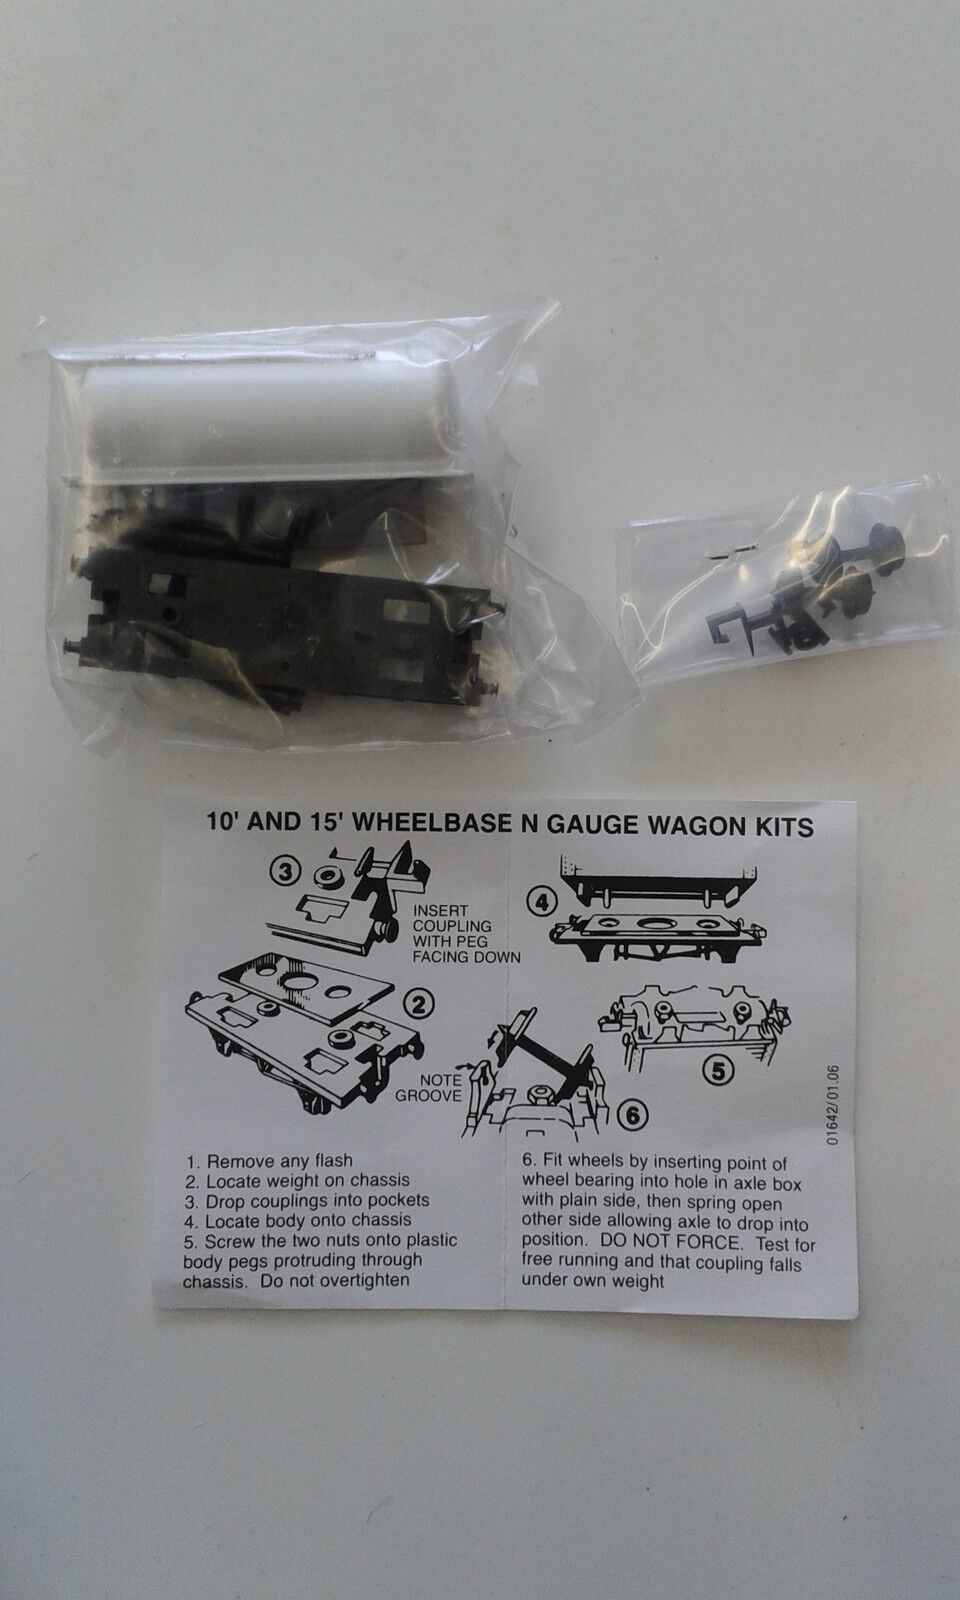 10' AND 15' WHEELBASE N GAUGE WAGON KITS
3
INSERT
COUPLING
WITH PEG
FACING DOWN
4
2
NOTE
GROOVE
5
6
01642/01.06
1. Remove any flash
2. Locate weight on chassis
3. Drop couplings into pockets
4. Locate body onto chassis
5. Screw the two nuts onto plastic
body pegs protruding through
chassis. Do not overtighten
6. Fit wheels by inserting point of
wheel bearing into hole in axle box
with plain side, then spring open
other side allowing axle to drop into
position. DO NOT FORCE. Test for
free running and that coupling falls
under own weight